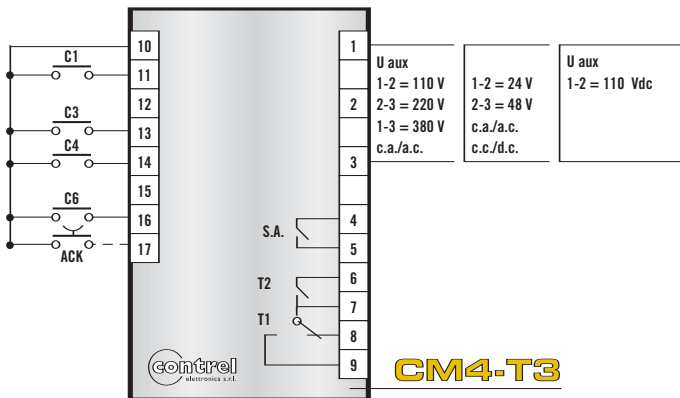 C1
C3
C4
C6
ACK
10
11
12
13
14
15
16
17
1
2
3
4
5
6
7
8
9
S.A.
T2
T1
U aux
1-2 = 110 V
2-3 = 220 V
1-3 = 380 V
c.a./a.c.
1-2 = 24 V
2-3 = 48 V
c.a./a.c.
c.c./d.c.
U aux
1-2 = 110 Vdc
contrel
elettronica s.r.l.
CM4-T3